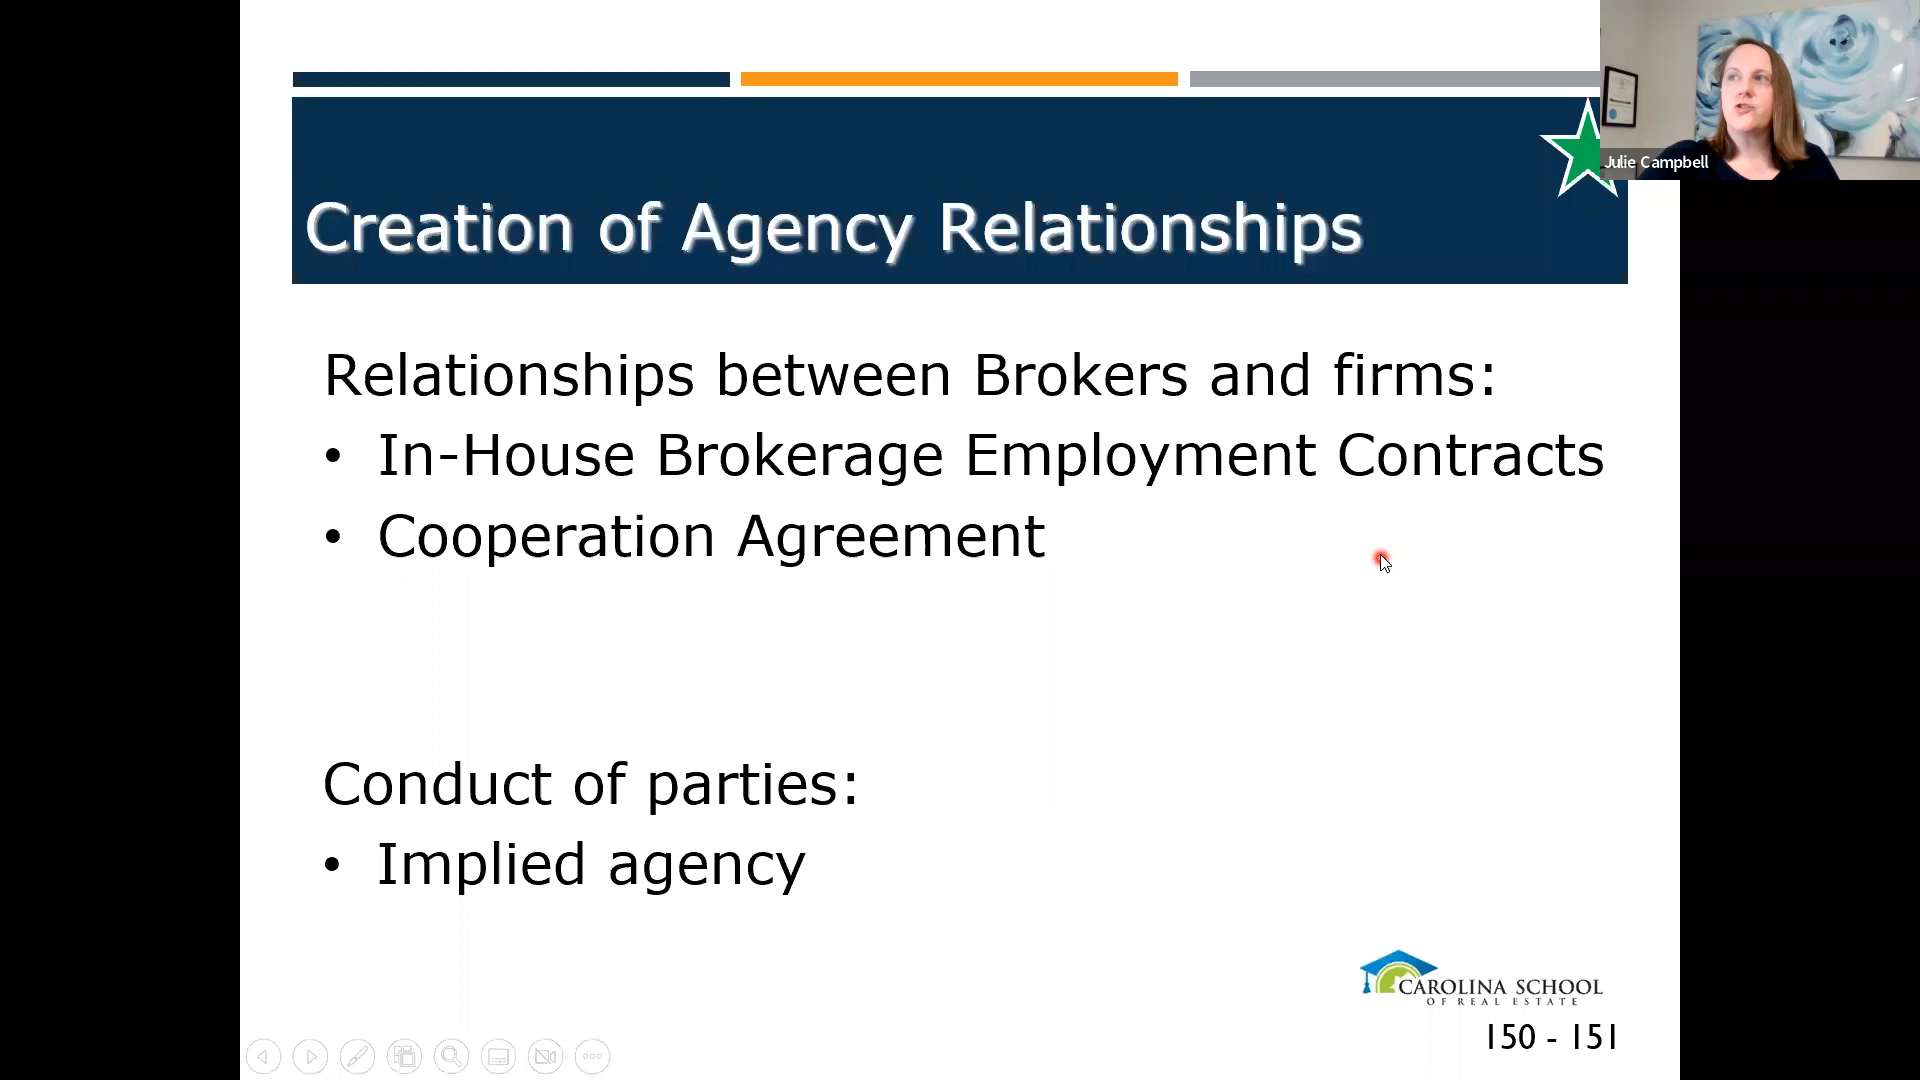 Julie Campbell
Creation of Agency Relationships
Relationships between Brokers and firms:
• In-House Brokerage Employment Contracts
• Cooperation Agreement
Conduct of parties:
• Implied agency
CAROLINA SCHOOL
OF REAL ESTATE
150 - 151